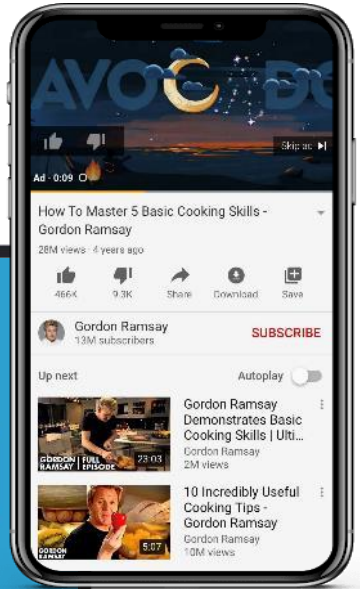 AVOC DO
Skip ad
Ad · 0:09
How To Master 5 Basic Cooking Skills -
Gordon Ramsay
28M views · 4 years ago
466K 9.3K Share Download Save
Gordon Ramsay
13M subscribers
SUBSCRIBE
Up next Autoplay
Gordon Ramsay
Demonstrates Basic
Cooking Skills | Ulti...
Gordon Ramsay
2M views
GORDON | FULL
RAMSAY | EPISODE
23:03
10 Incredibly Useful
Cooking Tips -
Gordon Ramsay
Gordon Ramsay
10M views
GORDON
RAMSAY
5:07